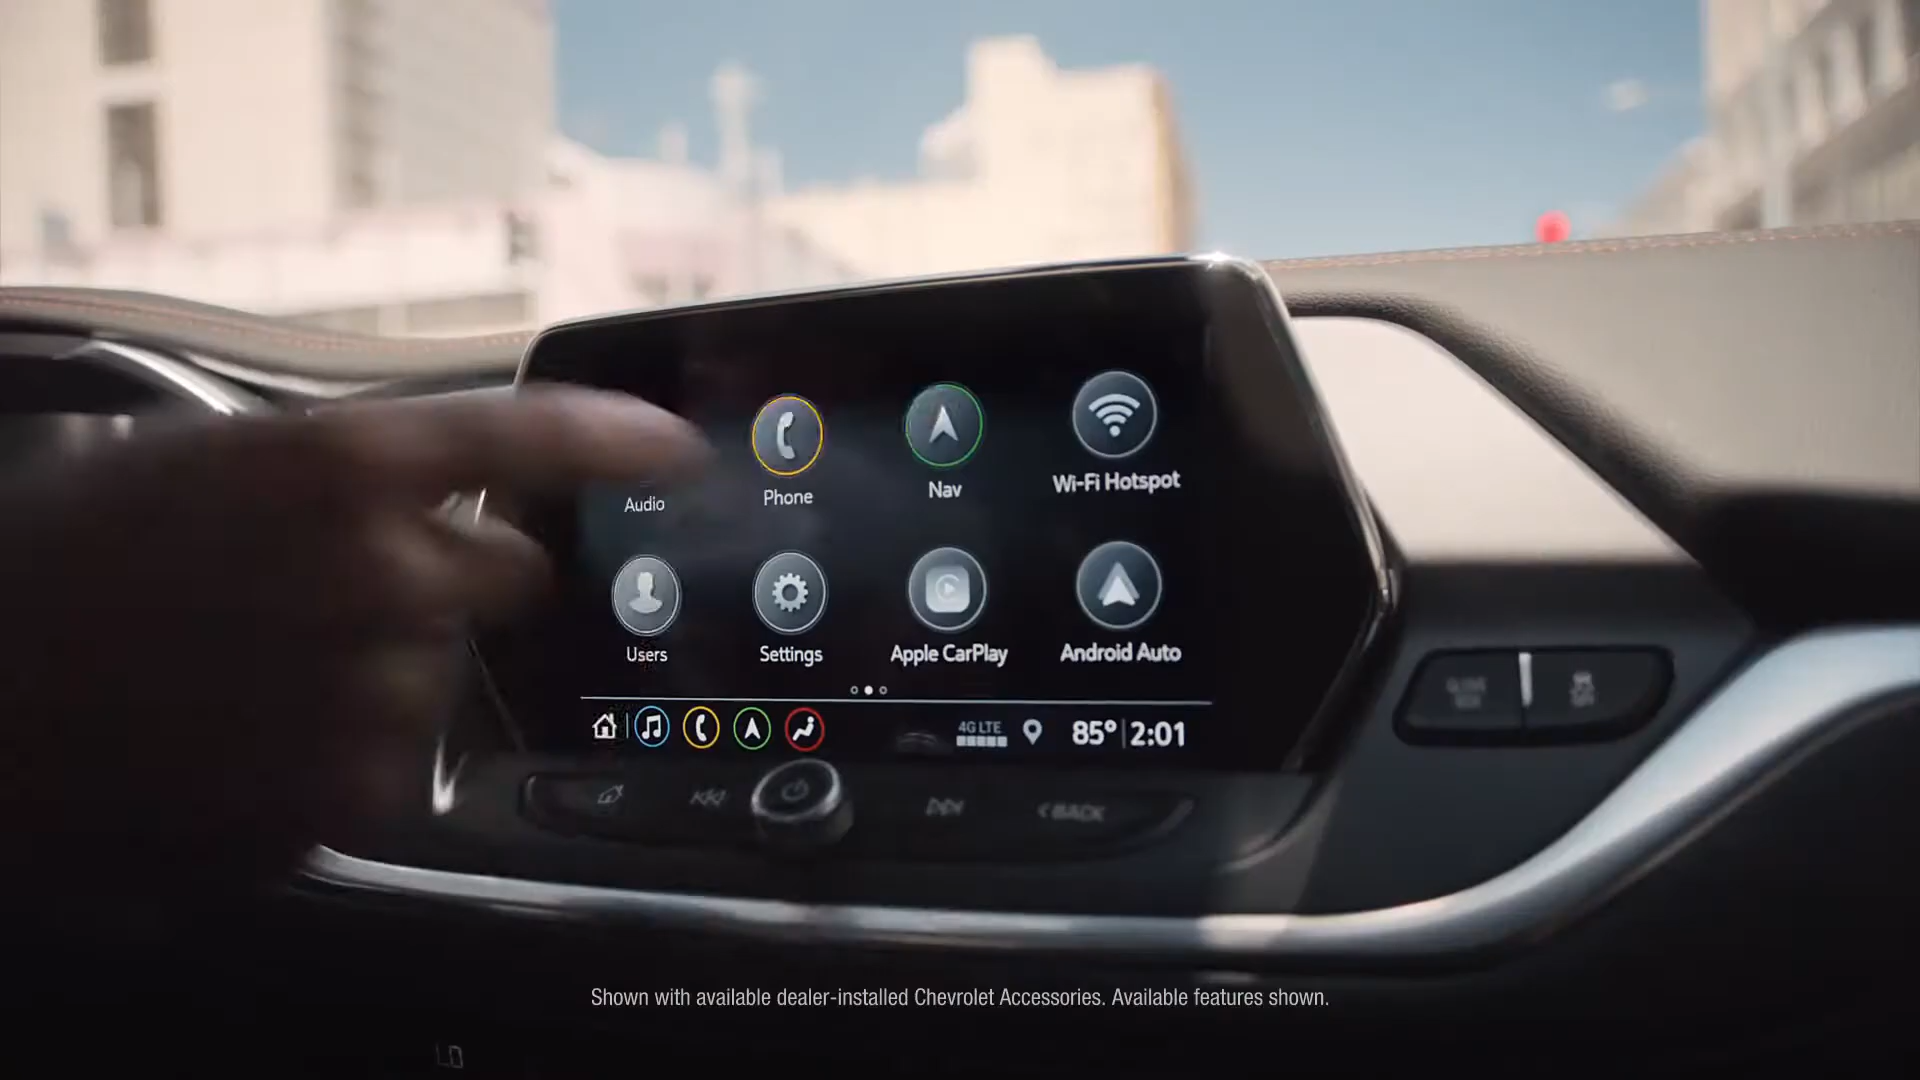 Phone
Nav
Wi-Fi Hotspot
Audio
Users
Settings
Apple CarPlay
Android Auto
4G LTE
85° 2:01
<BACK
Shown with available dealer-installed Chevrolet Accessories. Available features shown.
LO